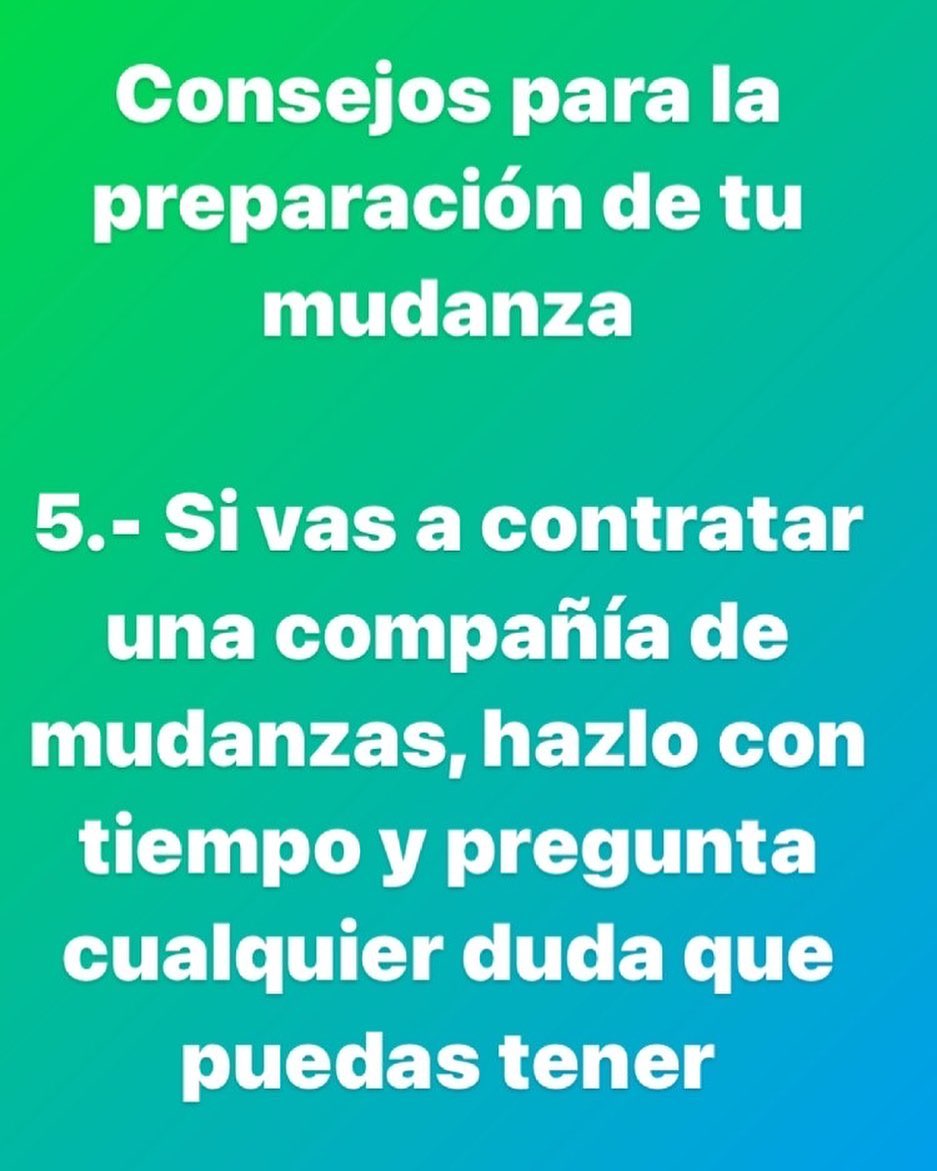 Consejos para la
preparación de tu
mudanza
5.- Si vas a contratar
una compañía de
mudanzas, hazlo con
tiempo y pregunta
cualquier duda que
puedas tener